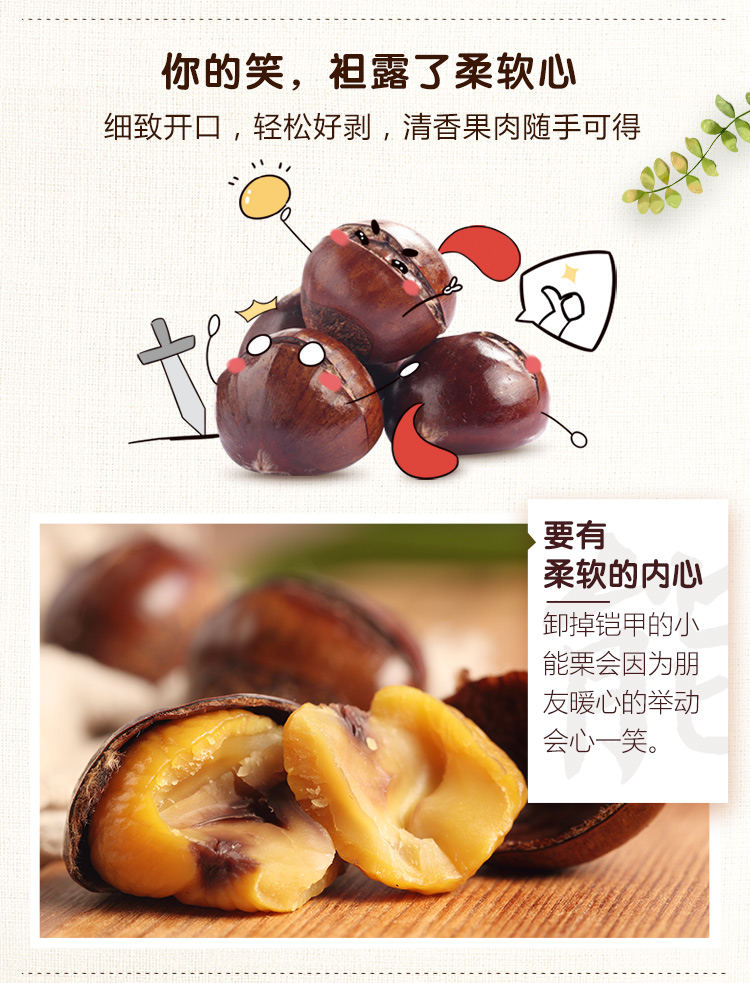 你的笑，袒露了柔软心
细致开口，轻松好剥，清香果肉随手可得
要有
柔软的内心
能
卸掉铠甲的小
能栗会因为朋
友暖心的举动
会心一笑。